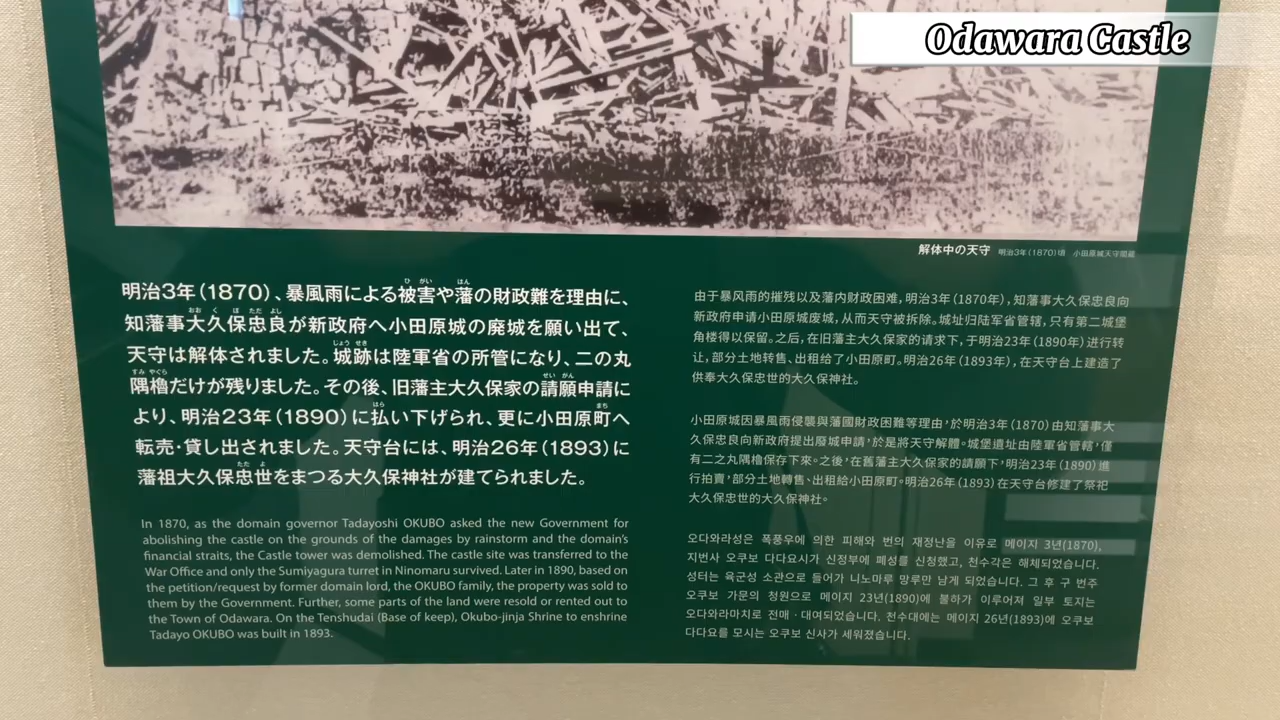 Odawara Castle
解体中の天守 明治3年(1870)頃 小田原城天守閣蔵
明治3年(1870)、暴風雨による被害や藩の財政難を理由に、
知藩事大久保忠良が新政府へ小田原城の廃城を願い出て、
天守は解体されました。城跡は陸軍省の所管になり、二の丸
隅櫓だけが残りました。その後、旧藩主大久保家の請願申請に
より、明治23年(1890)に払い下げられ、更に小田原町へ
転売・貸し出されました。天守台には、明治26年(1893)に
藩祖大久保忠世をまつる大久保神社が建てられました。
In 1870, as the domain governor Tadayoshi OKUBO asked the new Government for
abolishing the castle on the grounds of the damages by rainstorm and the domain's
financial straits, the Castle tower was demolished. The castle site was transferred to the
War Office and only the Sumiyagura turret in Ninomaru survived. Later in 1890, based on
the petition/request by former domain lord, the OKUBO family, the property was sold to
them by the Government. Further, some parts of the land were resold or rented out to
the Town of Odawara. On the Tenshudai (Base of keep), Okubo-jinja Shrine to enshrine
Tadayo OKUBO was built in 1893.
由于暴风雨的摧残以及藩内财政困难，明治3年(1870年)，知藩事大久保忠良向
新政府申请小田原城废城，从而天守被拆除。城址归陆军省管辖，只有第二城堡
角楼得以保留。之后，在旧藩主大久保家的请求下，于明治23年(1890年)进行转
让，部分土地转售、出租给了小田原町。明治26年(1893年)，在天守台上建造了
供奉大久保忠世的大久保神社。
小田原城因暴風雨侵襲與藩國財政困難等理由，於明治3年(1870)由知藩事大
久保忠良向新政府提出廢城申請，於是將天守解體。城堡遺址由陸軍省管轄，僅
有二之丸隅櫓保存下來。之後，在舊藩主大久保家的請願下，明治23年(1890)進
行拍賣，部分土地轉售、出租給小田原町。明治26年(1893)在天守台修建了祭祀
大久保忠世的大久保神社。
오다와라성은 폭풍우에 의한 피해와 번의 재정난을 이유로 메이지 3년(1870),
지번사 오쿠보 다다요시가 신정부에 폐성를 신청했고, 천수각은 해체되었습니다.
성터는 육군성 소관으로 들어가 니노마루 망루만 남게 되었습니다. 그 후 구 번주
오쿠보 가문의 청원으로 메이지 23년(1890)에 불하가 이루어져 일부 토지는
오다와라마치로 전매·대여되었습니다. 천수대에는 메이지 26년(1893)에 오쿠보
다다요를 모시는 오쿠보 신사가 세워졌습니다.